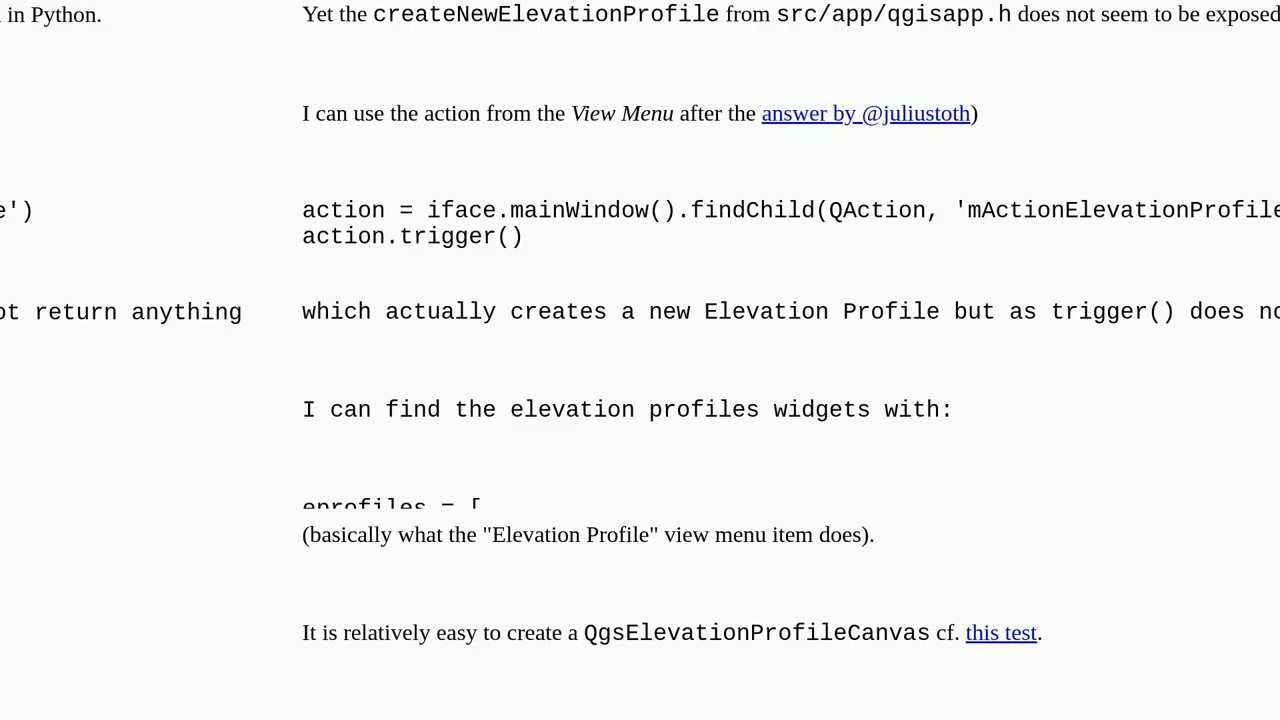 in Python.
Yet the createNewElevationProfile from src/app/qgisapp.h does not seem to be exposed
I can use the action from the View Menu after the answer by @juliustoth)
e')
action = iface.mainWindow().findChild(QAction, 'mActionElevationProfile
action.trigger()
ot return anything
which actually creates a new Elevation Profile but as trigger() does no
I can find the elevation profiles widgets with:
eprofiles = [
(basically what the "Elevation Profile" view menu item does).
It is relatively easy to create a QgsElevationProfileCanvas cf. this test.